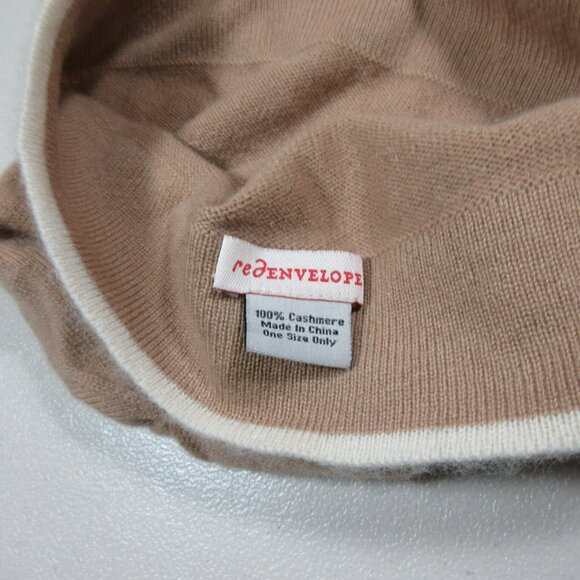 redENVELOPE
100% Cashmere
Made In China
One Size Only